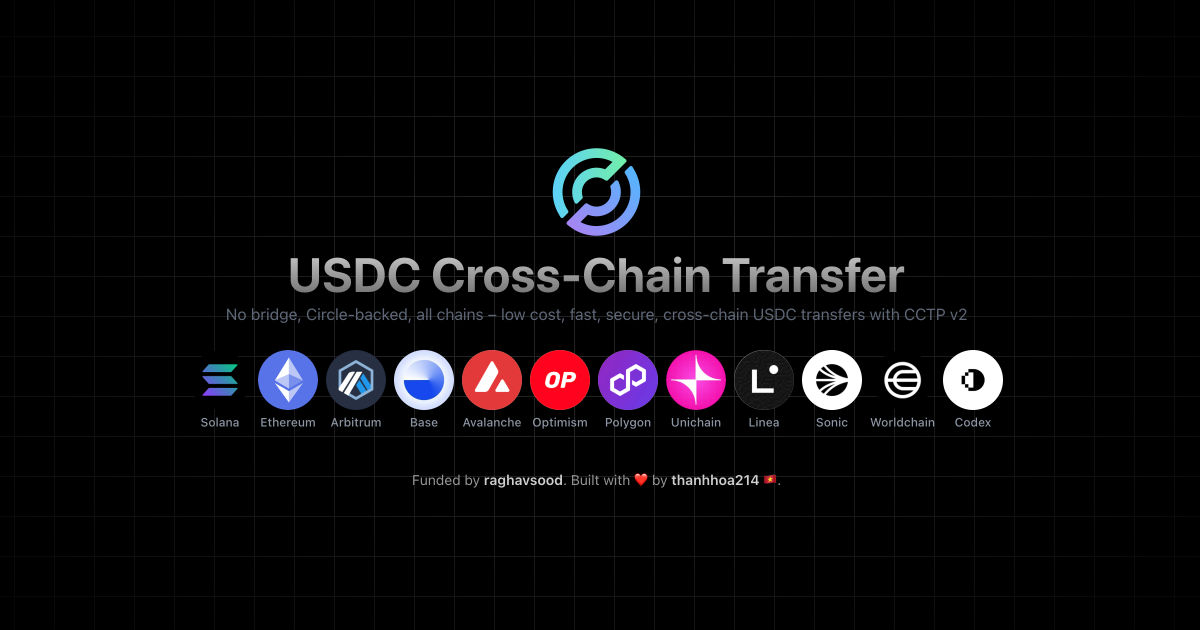 USDC Cross-Chain Transfer
No bridge, Circle-backed, all chains – low cost, fast, secure, cross-chain USDC transfers with CCTP v2
OP
L
Solana Ethereum Arbitrum Base Avalanche Optimism Polygon Unichain Linea Sonic Worldchain Codex
Funded by raghavsood. Built with ❤️ by thanhhoa214 🇻🇳.